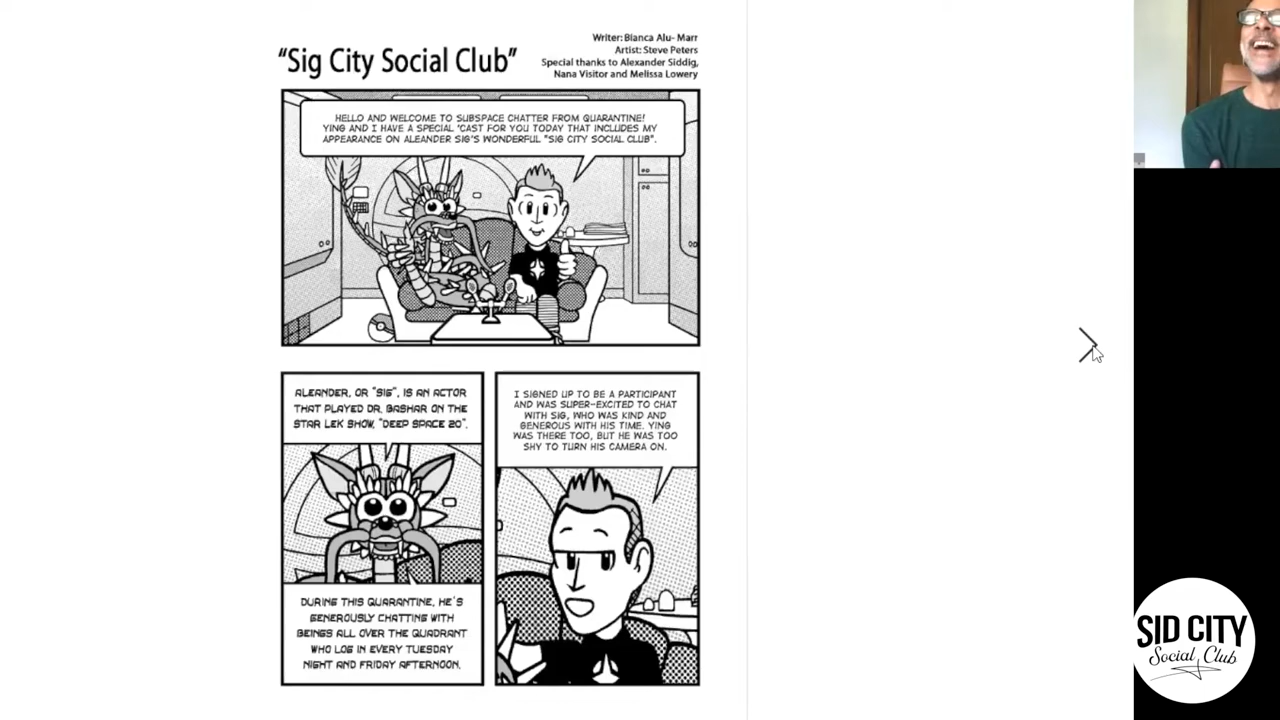 "Sig City Social Club"
Writer: Bianca Alu- Marr
Artist: Steve Peters
Special thanks to Alexander Siddig,
Nana Visitor and Melissa Lowery
HELLO AND WELCOME TO SUBSPACE CHATTER FROM QUARANTINE!
YING AND I HAVE A SPECIAL 'CAST FOR YOU TODAY THAT INCLUDES MY
APPEARANCE ON ALEANDER SIG'S WONDERFUL "SIG CITY SOCIAL CLUB".
ALEANDER, OR "SIG", IS AN ACTOR
THAT PLAYED DR. BASHAR ON THE
STAR LEK SHOW, "DEEP SPACE 20".
DURING THIS QUARANTINE, HE'S
GENEROUSLY CHATTING WITH
BEINGS ALL OVER THE QUADRANT
WHO LOG IN EVERY TUESDAY
NIGHT AND FRIDAY AFTERNOON.
I SIGNED UP TO BE A PARTICIPANT
AND WAS SUPER-EXCITED TO CHAT
WITH SIG, WHO WAS KIND AND
GENEROUS WITH HIS TIME. YING
WAS THERE TOO, BUT HE WAS TOO
SHY TO TURN HIS CAMERA ON.
SID CITY
Social Club